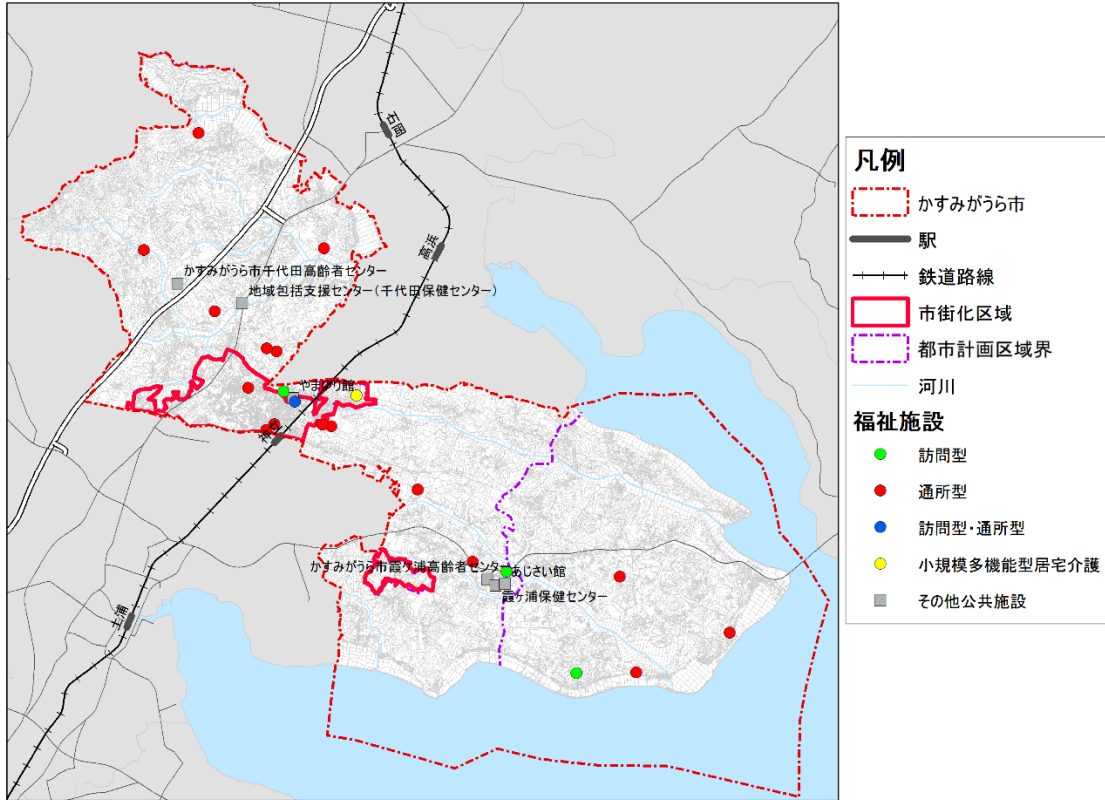 石岡
高浜
かすみがうら市千代田高齢者センター
地域包括支援センター(千代田保健センター)
やまゆり館
神立
かすみがうら市霞ヶ浦高齢者センター
あじさい館
霞ヶ浦保健センター
土浦
凡例
かすみがうら市
駅
鉄道路線
市街化区域
都市計画区域界
河川
福祉施設
訪問型
通所型
訪問型・通所型
小規模多機能型居宅介護
その他公共施設